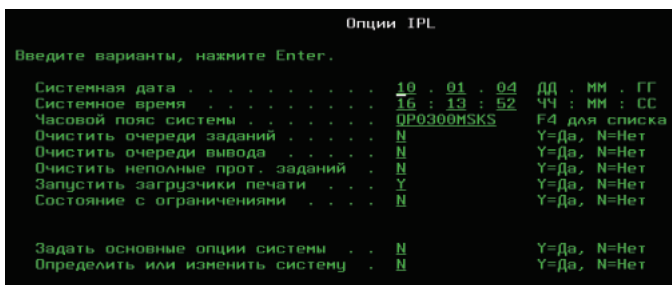 Опции IPL
Введите варианты, нажмите Enter.
Системная дата . . . . . . . . . . . 10 . 01 . 04 ДД . ММ . ГГ
Системное время . . . . . . . . . . 16 : 13 : 52 ЧЧ : ММ : СС
Часовой пояс системы . . . . . . . . QP0300MSKS F4 для списка
Очистить очереди заданий . . . . . N Y=Да, N=Нет
Очистить очереди вывода . . . . . N Y=Да, N=Нет
Очистить неполные прот. заданий . N Y=Да, N=Нет
Запустить загрузчики печати . . . Y Y=Да, N=Нет
Состояние с ограничениями . . . . N Y=Да, N=Нет
Задать основные опции системы . . N Y=Да, N=Нет
Определить или изменить систему . N Y=Да, N=Нет